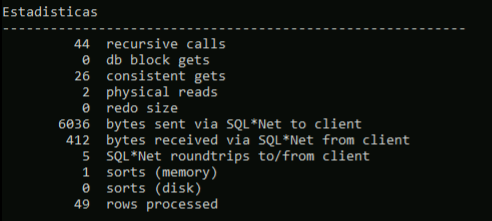 Estadisticas
----------------------------------------------------------
44 recursive calls
0 db block gets
26 consistent gets
2 physical reads
0 redo size
6036 bytes sent via SQL*Net to client
412 bytes received via SQL*Net from client
5 SQL*Net roundtrips to/from client
1 sorts (memory)
0 sorts (disk)
49 rows processed